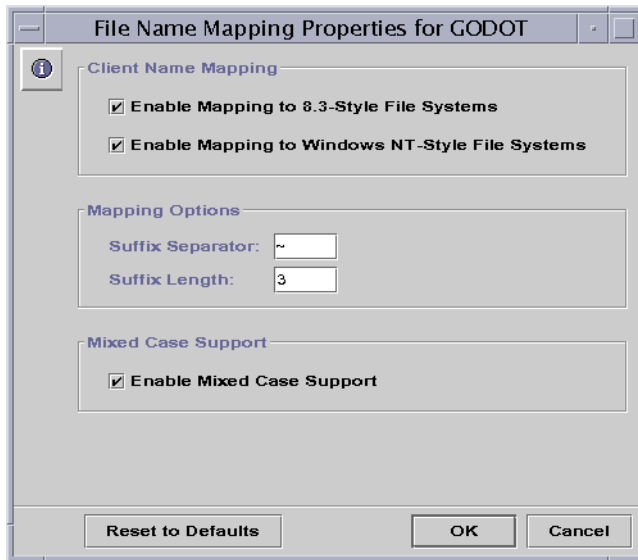 File Name Mapping Properties for GODOT
Client Name Mapping
Enable Mapping to 8.3-Style File Systems
Enable Mapping to Windows NT-Style File Systems
Mapping Options
Suffix Separator: ~
Suffix Length: 3
Mixed Case Support
Enable Mixed Case Support
Reset to Defaults OK Cancel